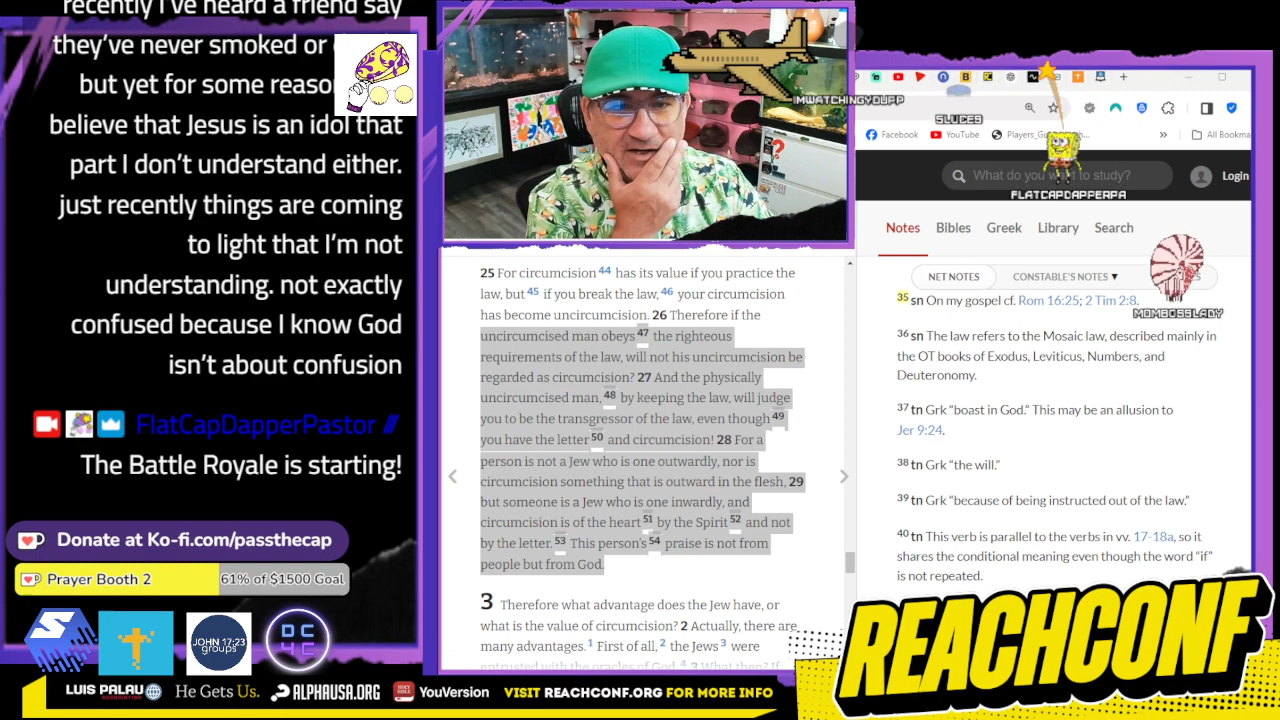 recently I've heard a friend say
they've never smoked or
but yet for some reaso
believe that Jesus is an idol that
part I don't understand either.
just recently things are coming
to light that I'm not
understanding. not exactly
confused because I know God
isn't about confusion
FlatCapDapperPastor ///
The Battle Royale is starting!
Donate at Ko-fi.com/passthecap
Prayer Booth 2 61% of $1500 Goal
JOHN 17:23
groups
DC
4C
LUIS PALAU
ASSOCIATION
He Gets Us.
ALPHAUSA.ORG
HOLY BIBLE
YouVersion
VISIT REACHCONF.ORG FOR MORE INFO
REACHCONF
IMWATCHINGYOUPP
SLUCES
FLATCAPDAPPERPA
MOMBOSSLADY
25 For circumcision 44 has its value if you practice the
law, but 45 if you break the law, 46 your circumcision
has become uncircumcision. 26 Therefore if the
uncircumcised man obeys 47 the righteous
requirements of the law, will not his uncircumcision be
regarded as circumcision? 27 And the physically
uncircumcised man, 48 by keeping the law, will judge
you to be the transgressor of the law, even though 49
you have the letter 50 and circumcision! 28 For a
person is not a Jew who is one outwardly, nor is
circumcision something that is outward in the flesh, 29
but someone is a Jew who is one inwardly, and
circumcision is of the heart 51 by the Spirit 52 and not
by the letter. 53 This person's 54 praise is not from
people but from God.
3 Therefore what advantage does the Jew have, or
what is the value of circumcision? 2 Actually, there are
many advantages. 1 First of all, 2 the Jews 3 were
entrusted with the oracles of God. 4 3 What then? If
Facebook YouTube Players_Gu » All Bookma
What do you want to study?
Login
Notes Bibles Greek Library Search
NET NOTES CONSTABLE'S NOTES ▼
35 sn On my gospel cf. Rom 16:25; 2 Tim 2:8.
36 sn The law refers to the Mosaic law, described mainly in
the OT books of Exodus, Leviticus, Numbers, and
Deuteronomy.
37 tn Grk “boast in God.” This may be an allusion to
Jer 9:24.
38 tn Grk “the will.”
39 tn Grk “because of being instructed out of the law.”
40 tn This verb is parallel to the verbs in vv. 17-18a, so it
shares the conditional meaning even though the word “if”
is not repeated.